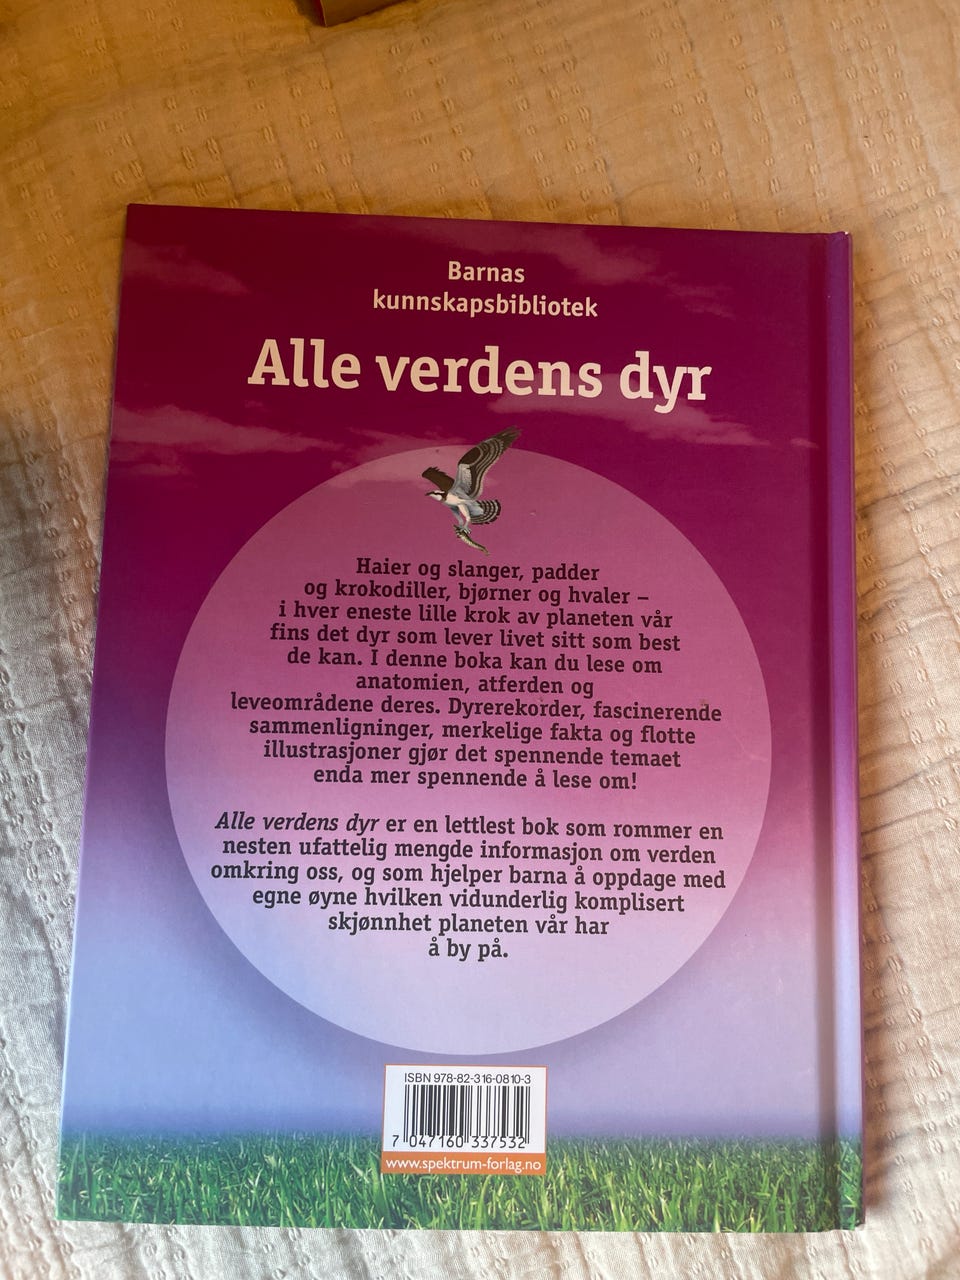 Barnas
kunnskapsbibliotek
Alle verdens dyr
Haier og slanger, padder
og krokodiller, bjørner og hvaler –
i hver eneste lille krok av planeten vår
fins det dyr som lever livet sitt som best
de kan. I denne boka kan du lese om
anatomien, atferden og
leveområdene deres. Dyrerekorder, fascinerende
sammenligninger, merkelige fakta og flotte
illustrasjoner gjør det spennende temaet
enda mer spennende å lese om!
Alle verdens dyr er en lettlest bok som rommer en
nesten ufattelig mengde informasjon om verden
omkring oss, og som hjelper barna å oppdage med
egne øyne hvilken vidunderlig komplisert
skjønnhet planeten vår har
å by på.
ISBN 978-82-316-0810-3
7 047160 337532
www.spektrum-forlag.no